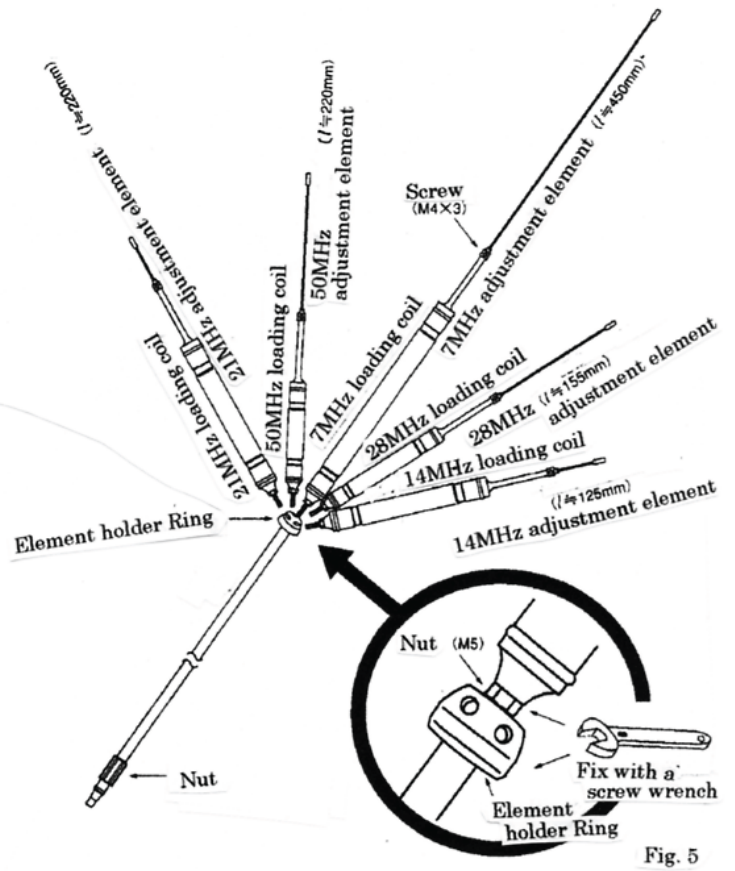 21MHz adjustment element (l≒220mm)
21MHz loading coil
50MHz loading coil
50MHz (l≒220mm)
adjustment element
7MHz loading coil
Screw
(M4×3)
7MHz adjustment element (l≒450mm)
28MHz loading coil
28MHz (l≒155mm)
adjustment element
14MHz loading coil
(l≒125mm)
14MHz adjustment element
Element holder Ring
Nut
Nut (M5)
Fix with a
screw wrench
Element
holder Ring
Fig. 5